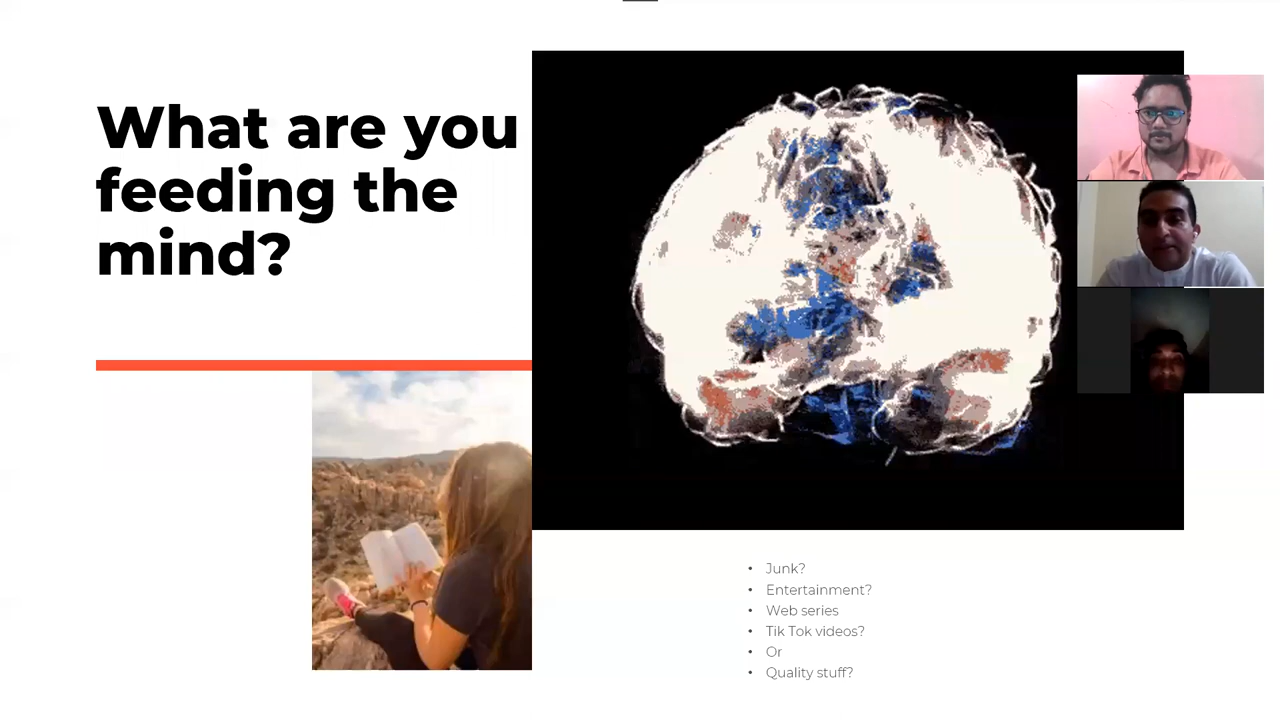 What are you
feeding the
mind?
• Junk?
• Entertainment?
• Web series
• Tik Tok videos?
• Or
• Quality stuff?